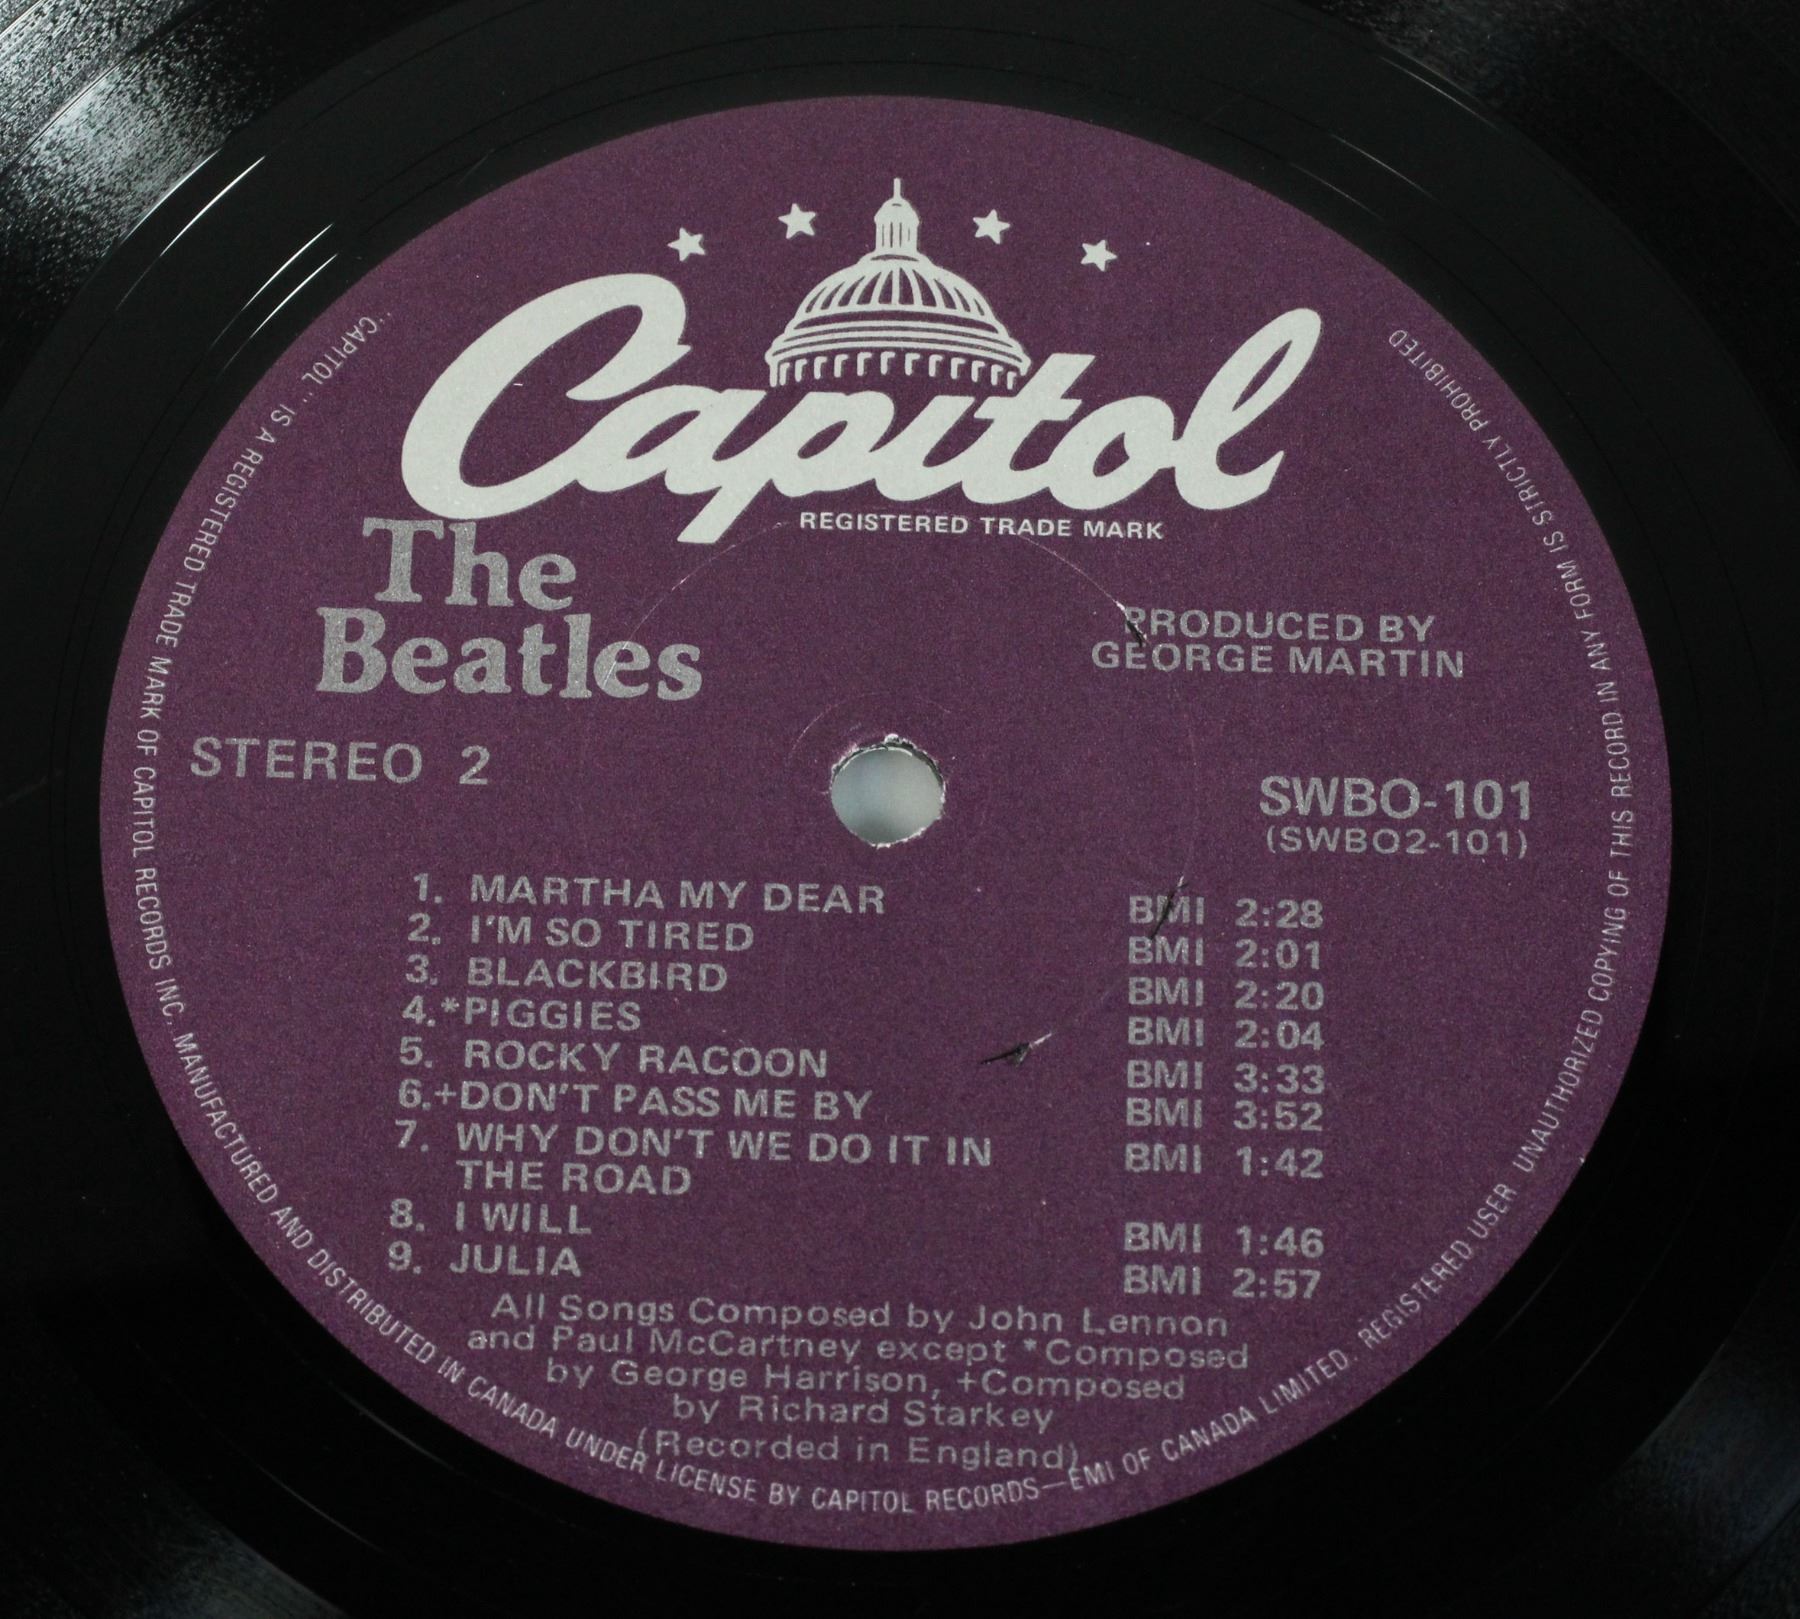 Capitol
REGISTERED TRADE MARK
The
Beatles
PRODUCED BY
GEORGE MARTIN
STEREO 2
SWBO-101
(SWBO2-101)
1. MARTHA MY DEAR BMI 2:28
2. I'M SO TIRED BMI 2:01
3. BLACKBIRD BMI 2:20
4.*PIGGIES BMI 2:04
5. ROCKY RACOON BMI 3:33
6.+DON'T PASS ME BY BMI 3:52
7. WHY DON'T WE DO IT IN BMI 1:42
THE ROAD
8. I WILL BMI 1:46
9. JULIA BMI 2:57
All Songs Composed by John Lennon
and Paul McCartney except *Composed
by George Harrison, +Composed
by Richard Starkey
(Recorded in England)
"CAPITOL" IS A REGISTERED TRADE MARK OF CAPITOL RECORDS INC. MANUFACTURED AND DISTRIBUTED IN CANADA UNDER LICENSE BY CAPITOL RECORDS—EMI OF CANADA LIMITED. REGISTERED USER UNAUTHORIZED COPYING OF THIS RECORD IN ANY FORM IS STRICTLY PROHIBITED